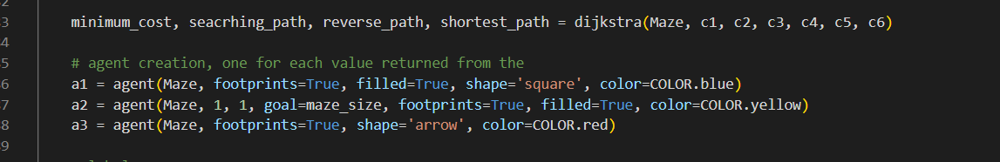 3 minimum_cost, seacrhing_path, reverse_path, shortest_path = dijkstra(Maze, c1, c2, c3, c4, c5, c6)
4
5 # agent creation, one for each value returned from the
6 a1 = agent(Maze, footprints=True, filled=True, shape='square', color=COLOR.blue)
7 a2 = agent(Maze, 1, 1, goal=maze_size, footprints=True, filled=True, color=COLOR.yellow)
8 a3 = agent(Maze, footprints=True, shape='arrow', color=COLOR.red)
9